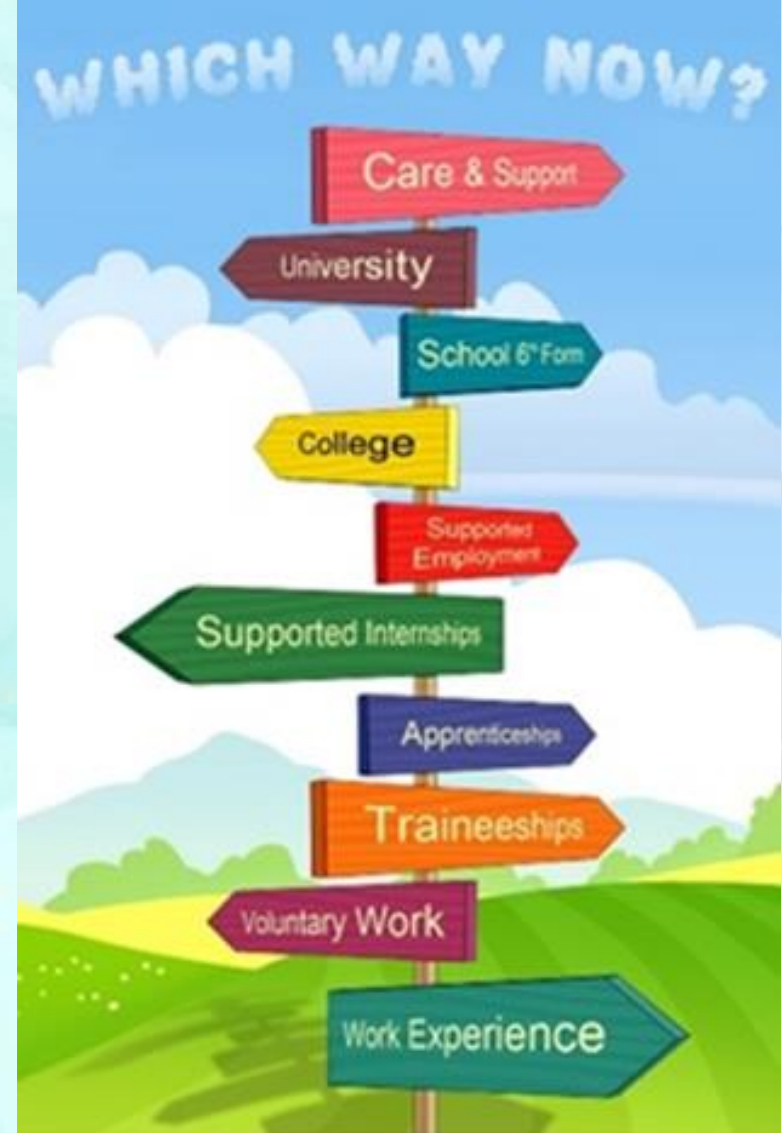 WHICH WAY NOW?
Care & Support
University
School 6th Form
College
Supported
Employment
Supported Internships
Apprenticeships
Traineeships
Voluntary Work
Work Experience